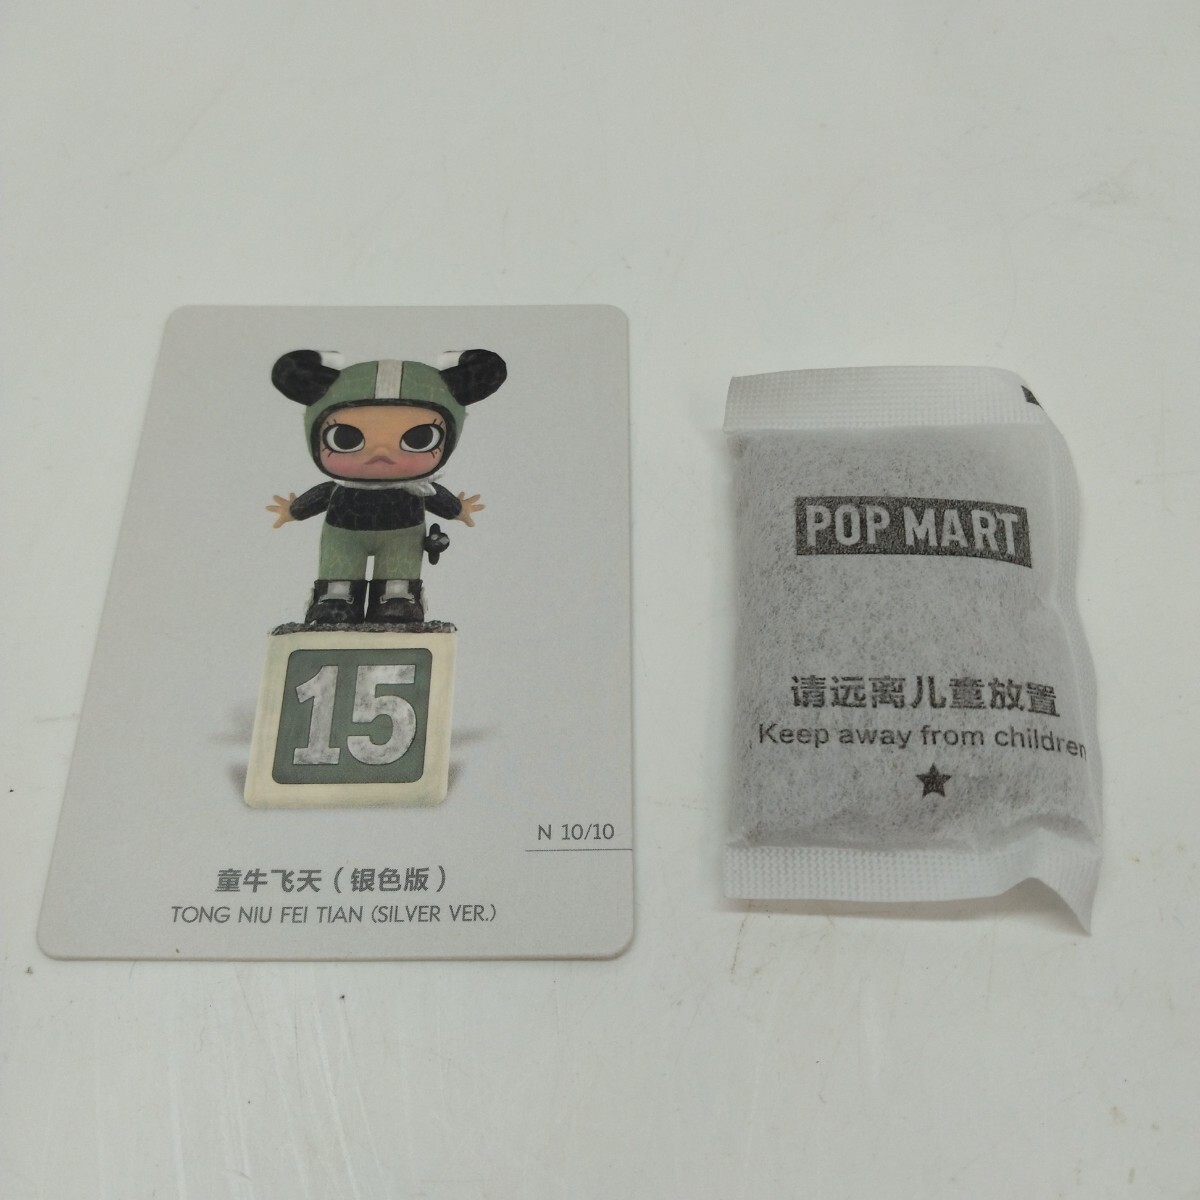 15
N 10/10
童牛飞天（银色版）
TONG NIU FEI TIAN (SILVER VER.)
POP MART
请远离儿童放置
Keep away from children